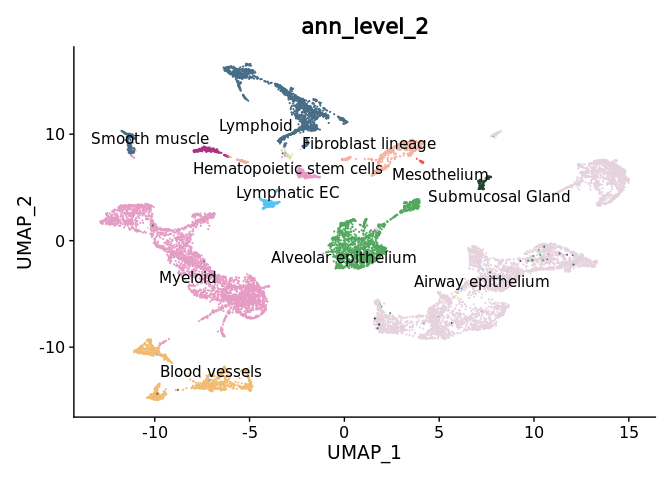 ann_level_2
Lymphoid
Smooth muscle
Fibroblast lineage
Hematopoietic stem cells
Mesothelium
Lymphatic EC
Submucosal Gland
Alveolar epithelium
Myeloid
Airway epithelium
Blood vessels
10
0
-10
UMAP_2
-10 -5 0 5 10 15
UMAP_1